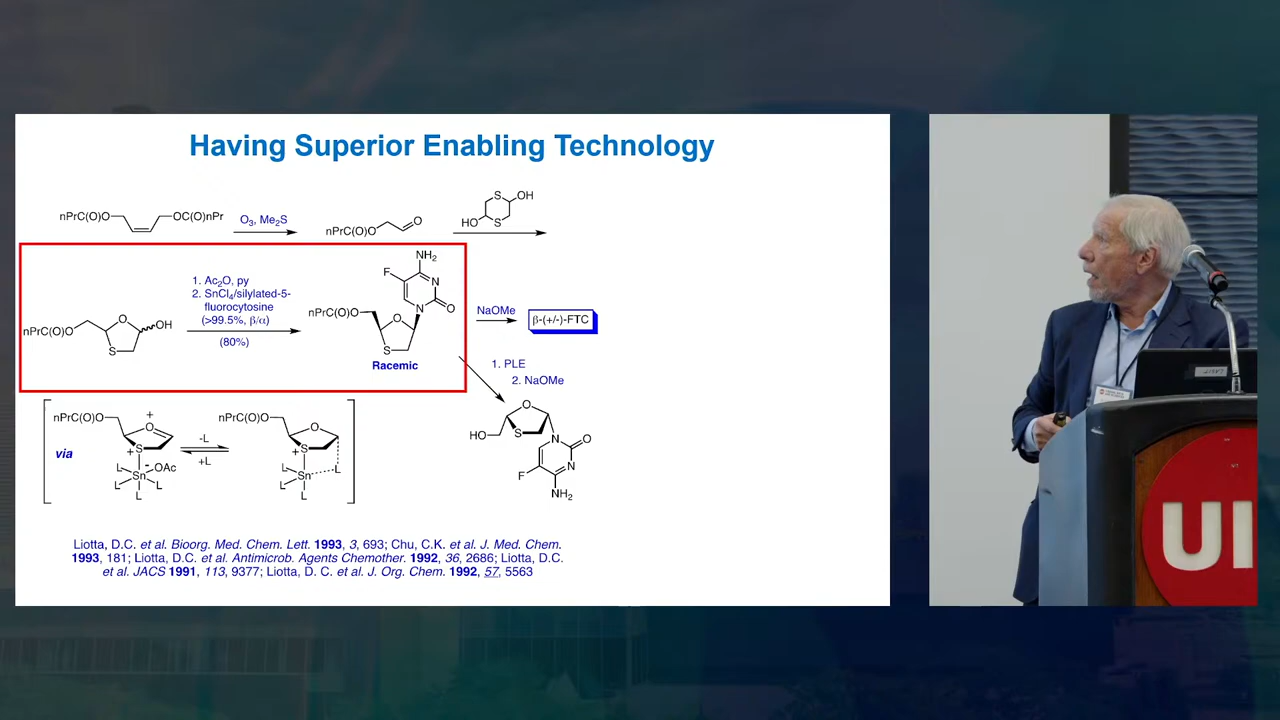 Having Superior Enabling Technology
nPrC(O)O
OC(O)nPr
O3, Me2S
nPrC(O)O
O
S
OH
HO
S
nPrC(O)O
O
OH
S
1. Ac2O, py
2. SnCl4/silylated-5-
fluorocytosine
(>99.5%, β/α)
(80%)
NH2
F
N
N
O
nPrC(O)O
O
S
Racemic
NaOMe
β-(+/-)-FTC
1. PLE
2. NaOMe
HO
O
S
N
O
N
F
NH2
via
nPrC(O)O
+
O
S
+
L
-
OAc
Sn
L
L
L
-L
+L
nPrC(O)O
O
S
+
L
Sn
L
L
L
Liotta, D.C. et al. Bioorg. Med. Chem. Lett. 1993, 3, 693; Chu, C.K. et al. J. Med. Chem.
1993, 181; Liotta, D.C. et al. Antimicrob. Agents Chemother. 1992, 36, 2686; Liotta, D.C.
et al. JACS 1991, 113, 9377; Liotta, D. C. et al. J. Org. Chem. 1992, 57, 5563
UI